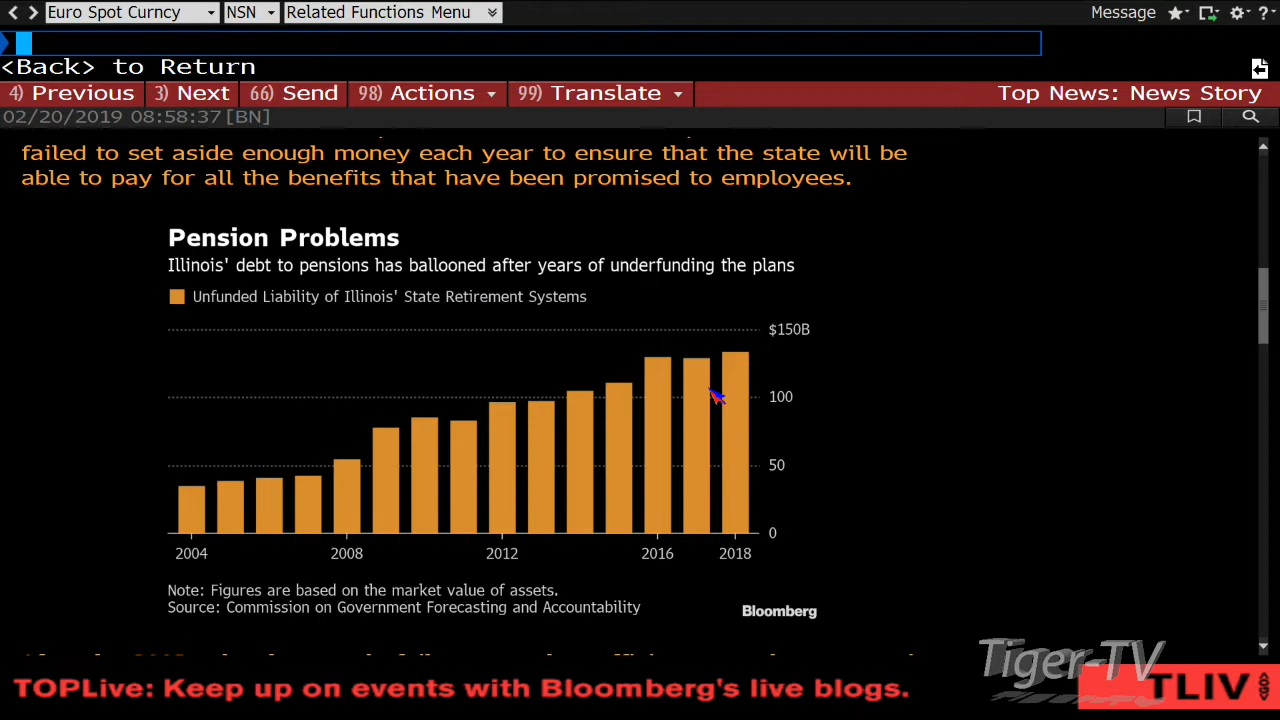 Euro Spot Curncy NSN Related Functions Menu Message ?
<Back> to Return
4) Previous 3) Next 66) Send 98) Actions 99) Translate Top News: News Story
02/20/2019 08:58:37 [BN]
failed to set aside enough money each year to ensure that the state will be
able to pay for all the benefits that have been promised to employees.
Pension Problems
Illinois' debt to pensions has ballooned after years of underfunding the plans
Unfunded Liability of Illinois' State Retirement Systems
$150B
100
50
0
2004 2008 2012 2016 2018
Note: Figures are based on the market value of assets.
Source: Commission on Government Forecasting and Accountability
Bloomberg
Tiger-TV
TOPLive: Keep up on events with Bloomberg's live blogs.
TLIV